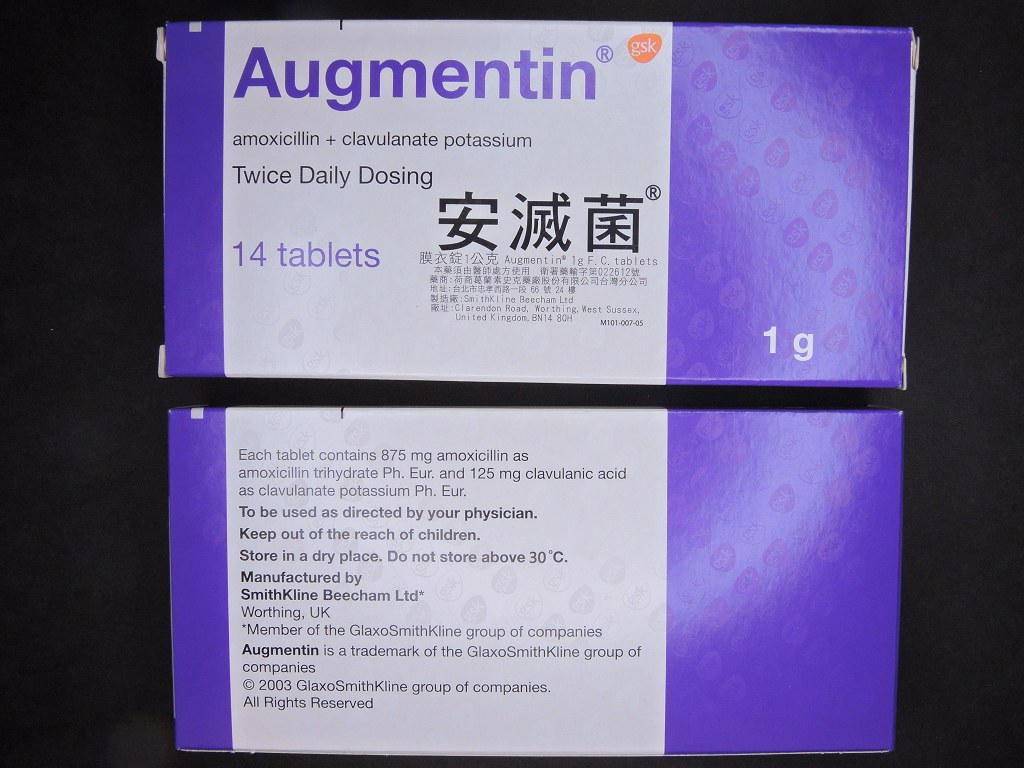 Augmentin®
gsk
amoxicillin + clavulanate potassium
Twice Daily Dosing
安滅菌®
14 tablets
膜衣錠1公克 Augmentin® 1g F.C. tablets
本藥須由醫師處方使用 衛署藥輸字第022612號
藥商:荷商葛蘭素史克藥廠股份有限公司台灣分公司
地址:台北市忠孝西路一段 66 號 24 樓
製造廠:SmithKline Beecham Ltd
廠址:Clarendon Road, Worthing, West Sussex,
United Kingdom, BN14 8QH
M101-007-05
1 g
Each tablet contains 875 mg amoxicillin as
amoxicillin trihydrate Ph. Eur. and 125 mg clavulanic acid
as clavulanate potassium Ph. Eur.
To be used as directed by your physician.
Keep out of the reach of children.
Store in a dry place. Do not store above 30°C.
Manufactured by
SmithKline Beecham Ltd*
Worthing, UK
*Member of the GlaxoSmithKline group of companies
Augmentin is a trademark of the GlaxoSmithKline group of
companies
© 2003 GlaxoSmithKline group of companies.
All Rights Reserved